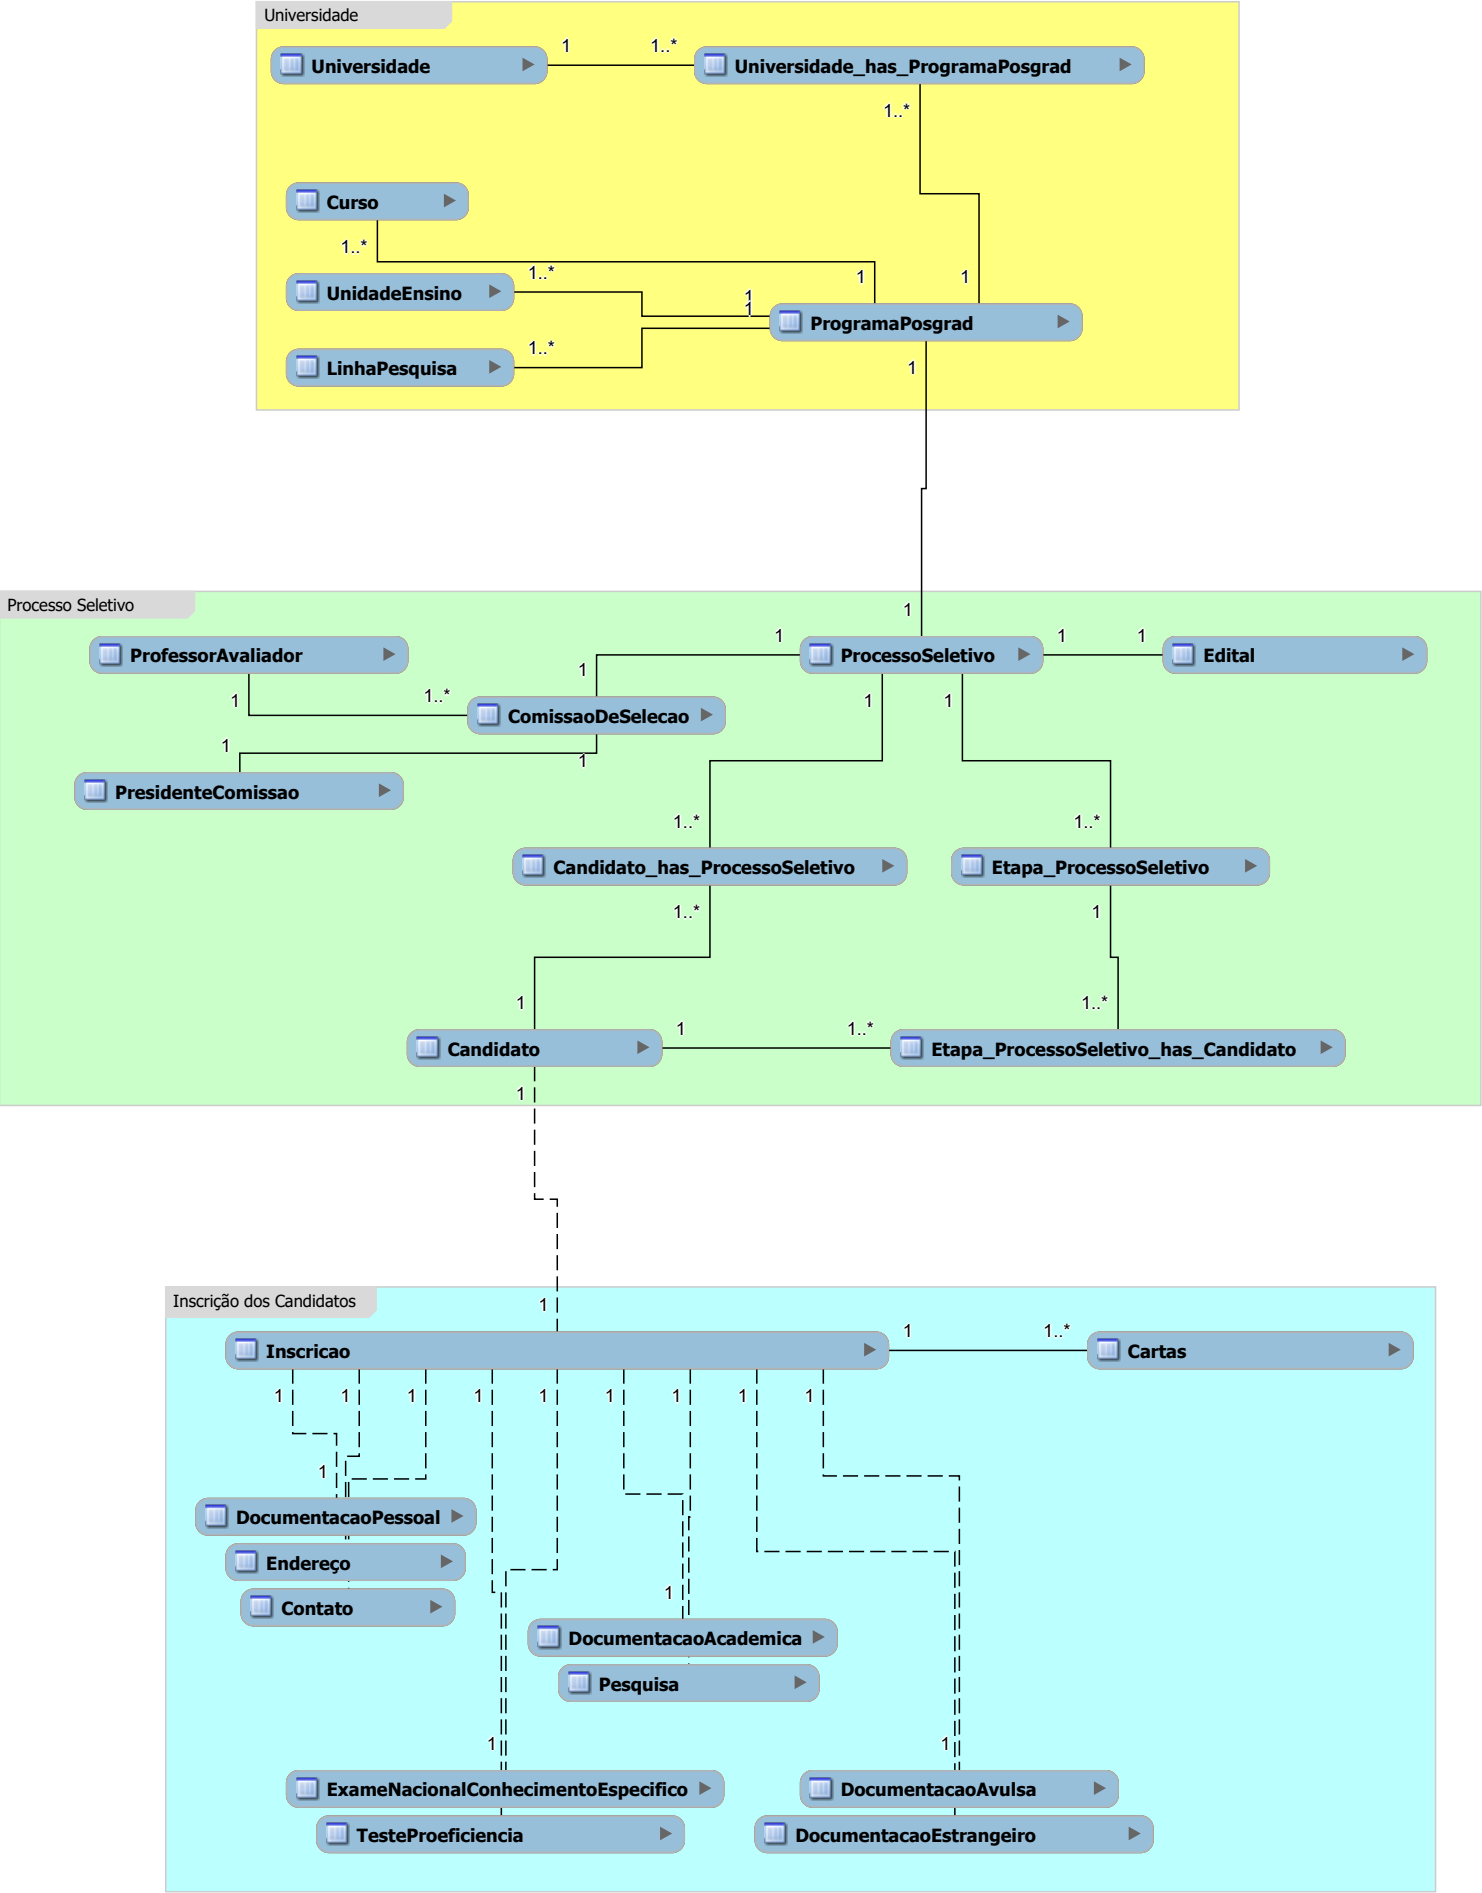 Universidade
Universidade 1 1..* Universidade_has_ProgramaPosgrad
1..*
Curso
1..*
UnidadeEnsino 1..* 1 1 1
1 ProgramaPosgrad
LinhaPesquisa 1..* 1
Processo Seletivo
1
ProfessorAvaliador 1 ProcessoSeletivo 1 1 Edital
1 1..* 1 1 1
ComissaoDeSelecao
1 1
PresidenteComissao
1..* 1..*
Candidato_has_ProcessoSeletivo Etapa_ProcessoSeletivo
1..* 1
1 1..*
Candidato 1 1..* Etapa_ProcessoSeletivo_has_Candidato
1
Inscrição dos Candidatos
1
Inscricao 1 1..* Cartas
1 1 1 1 1 1 1 1 1
1
DocumentacaoPessoal
Endereço
Contato
1
DocumentacaoAcademica
Pesquisa
1 1
ExameNacionalConhecimentoEspecifico DocumentacaoAvulsa
TesteProeficiencia DocumentacaoEstrangeiro